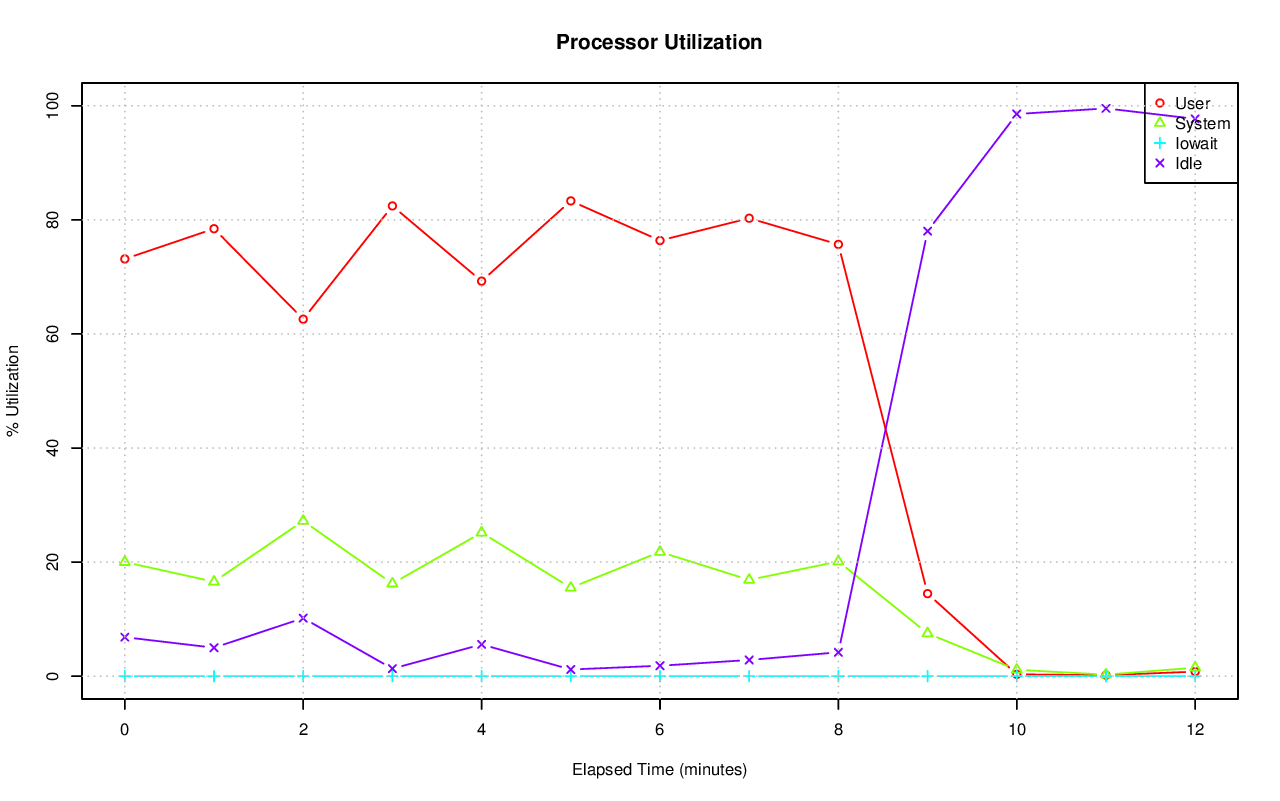 Processor Utilization
% Utilization
100
80
60
40
20
0
User
System
Iowait
Idle
0 2 4 6 8 10 12
Elapsed Time (minutes)